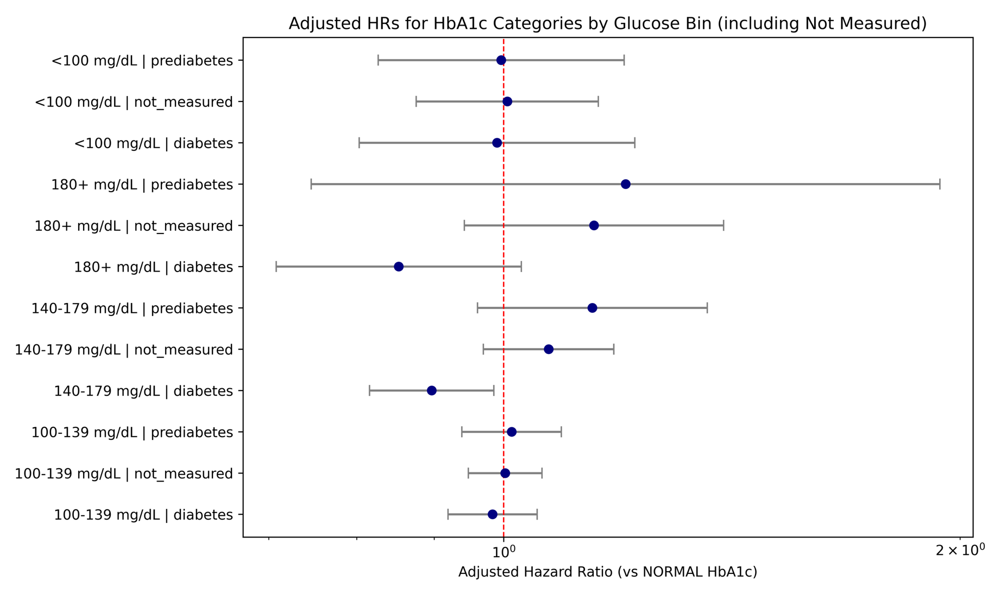 Adjusted HRs for HbA1c Categories by Glucose Bin (including Not Measured)
<100 mg/dL | prediabetes
<100 mg/dL | not_measured
<100 mg/dL | diabetes
180+ mg/dL | prediabetes
180+ mg/dL | not_measured
180+ mg/dL | diabetes
140-179 mg/dL | prediabetes
140-179 mg/dL | not_measured
140-179 mg/dL | diabetes
100-139 mg/dL | prediabetes
100-139 mg/dL | not_measured
100-139 mg/dL | diabetes
10⁰ 2 × 10⁰
Adjusted Hazard Ratio (vs NORMAL HbA1c)